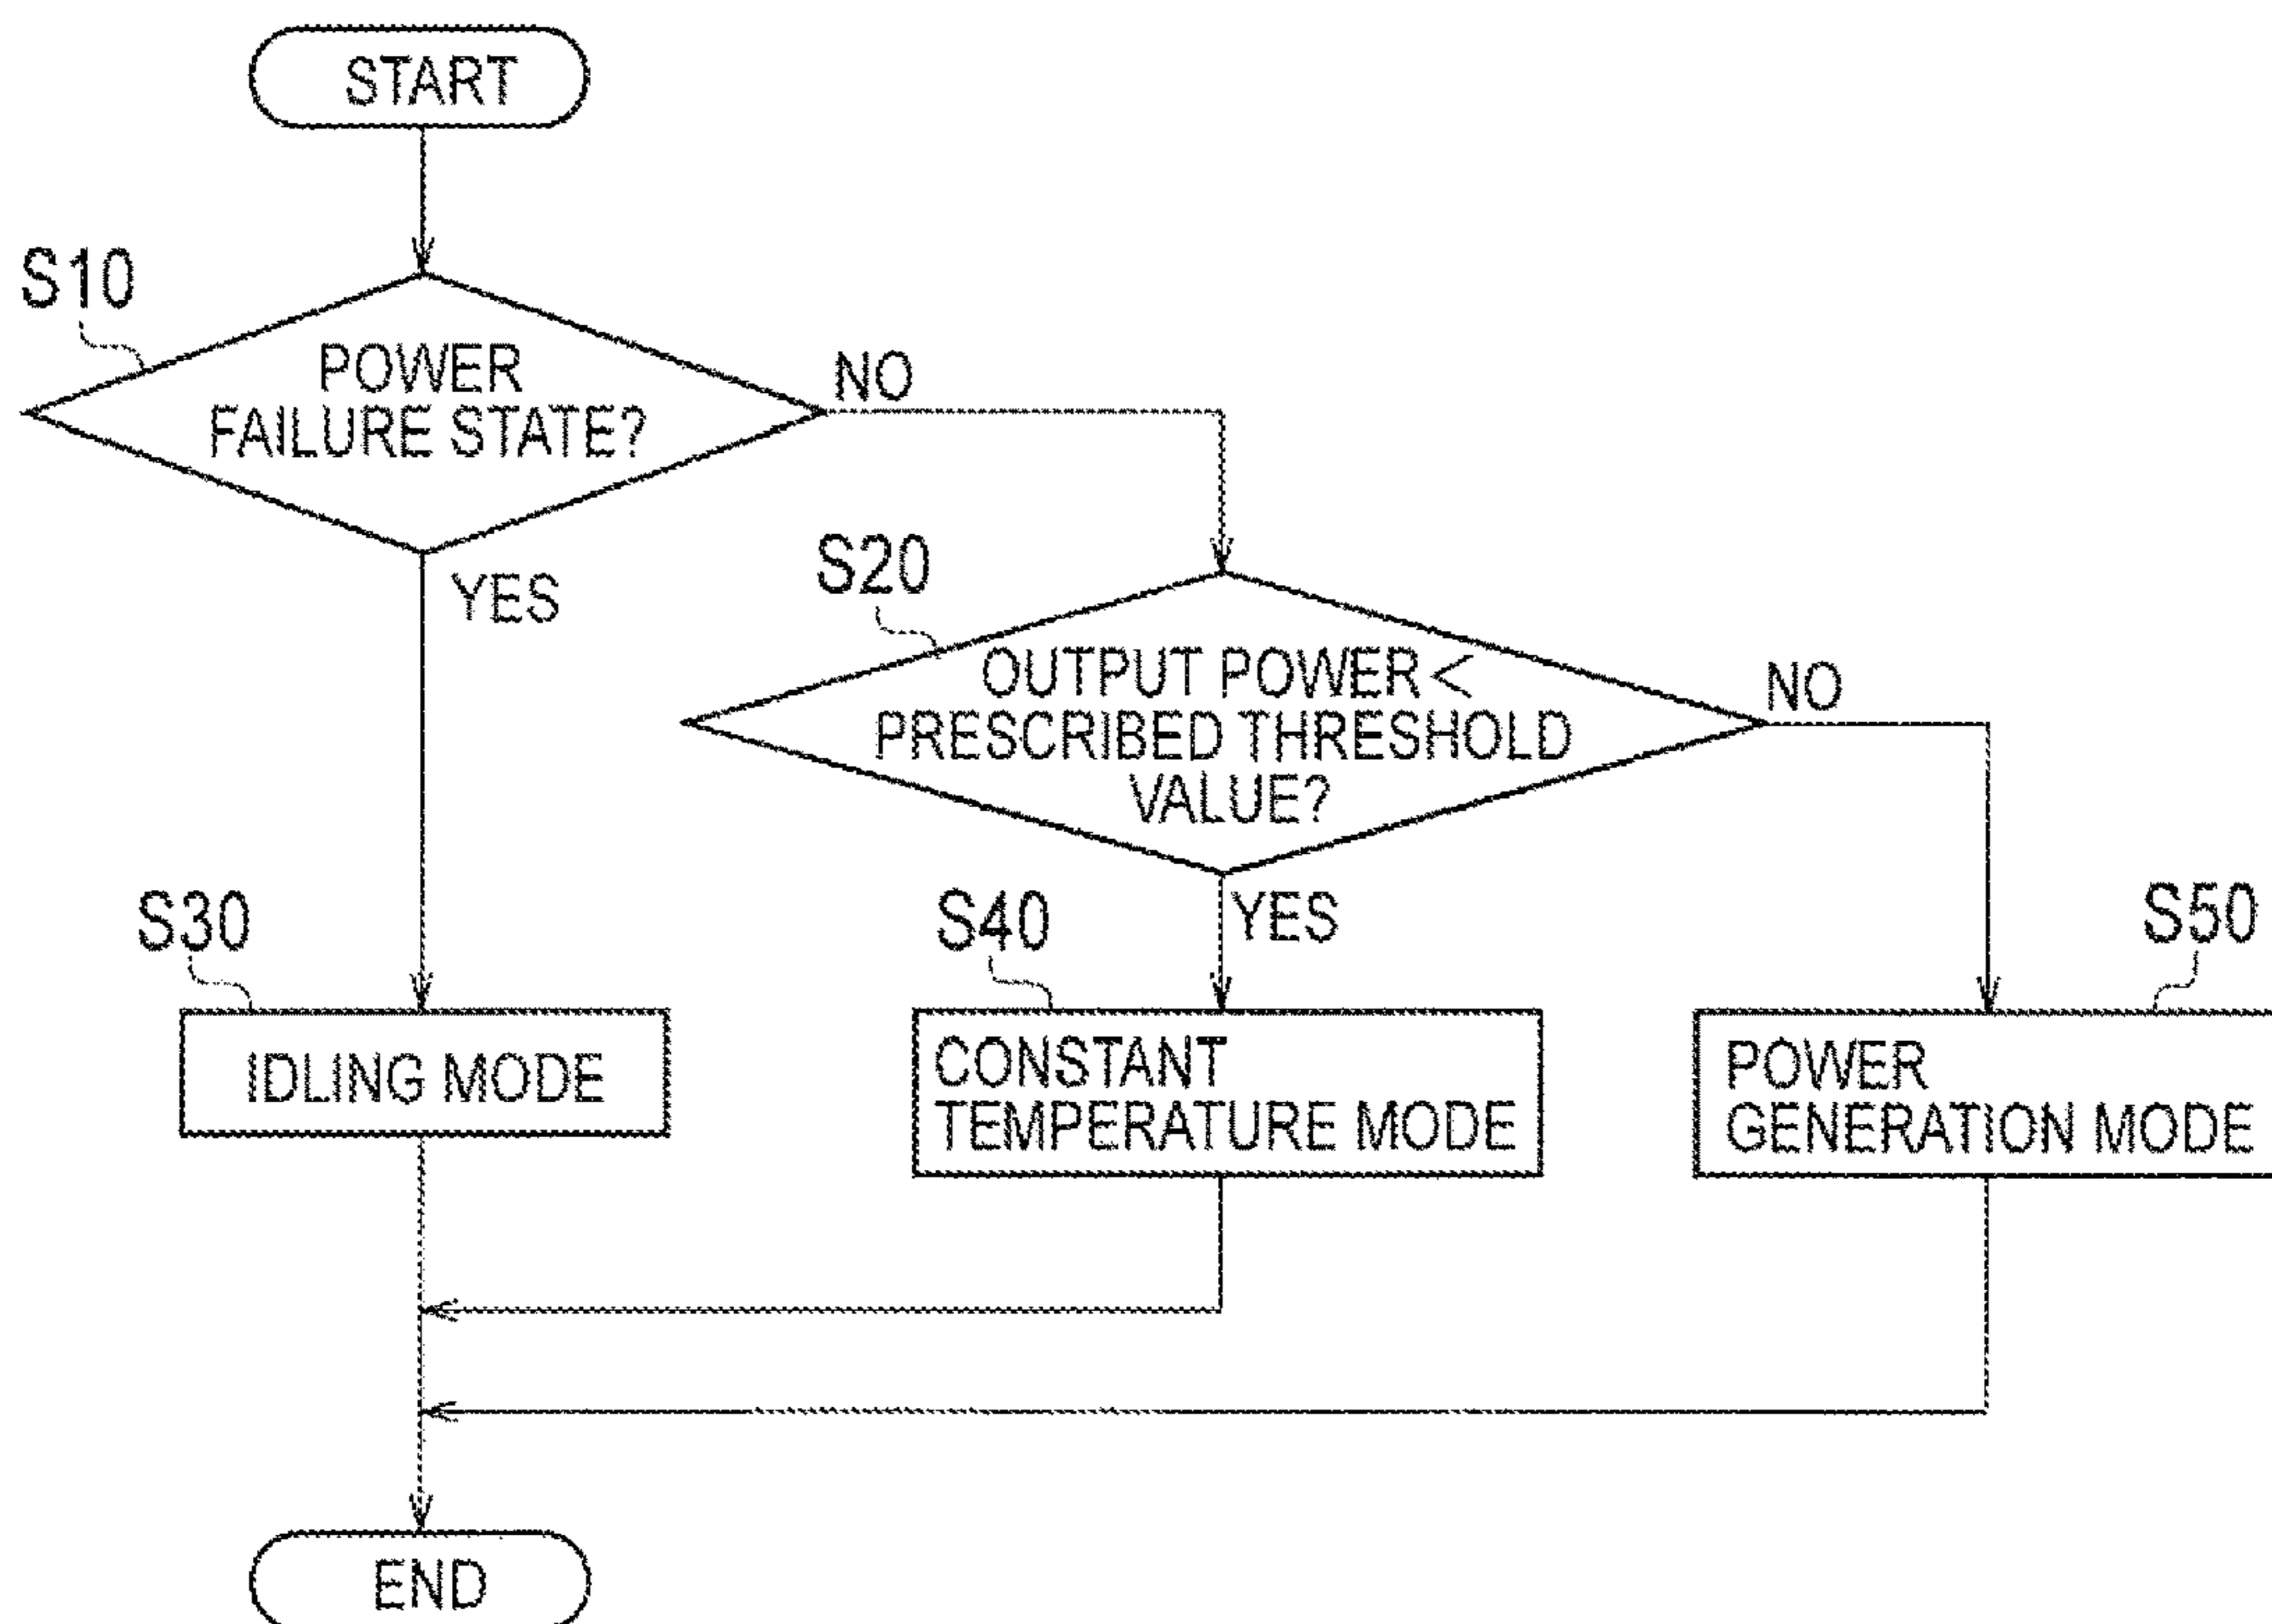 START
S10
POWER
FAILURE STATE?
NO
YES
S20
OUTPUT POWER <
PRESCRIBED THRESHOLD
VALUE?
NO
YES
S30
IDLING MODE
S40
CONSTANT
TEMPERATURE MODE
S50
POWER
GENERATION MODE
END